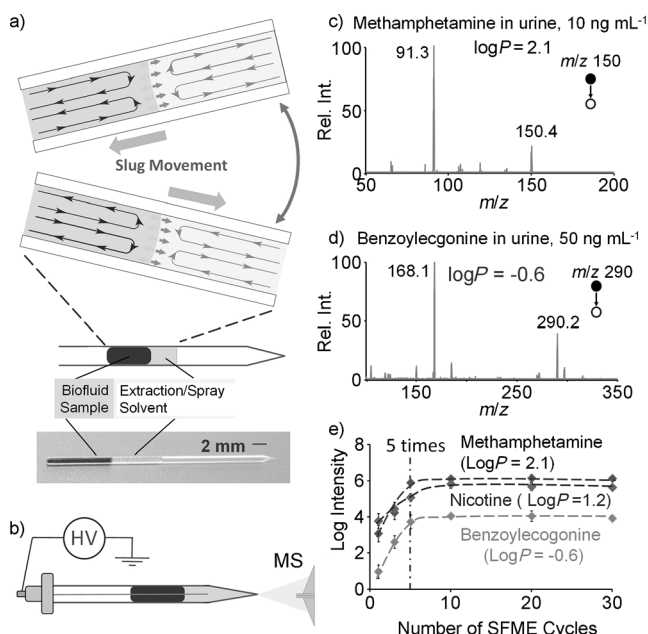 a)
Slug Movement
Biofluid Sample
Extraction/Spray Solvent
2 mm
b)
HV
MS
c) Methamphetamine in urine, 10 ng mL⁻¹
logP = 2.1
m/z 150
91.3
150.4
Rel. Int.
100
50
0
50 100 150 200
m/z
d) Benzoylecgonine in urine, 50 ng mL⁻¹
logP = -0.6
m/z 290
168.1
290.2
Rel. Int.
100
50
0
150 250 350
m/z
e)
5 times
Methamphetamine
(LogP = 2.1)
Nicotine ( LogP=1.2)
Benzoylecogonine
(LogP = -0.6)
Log Intensity
8
6
4
2
0
0 10 20 30
Number of SFME Cycles